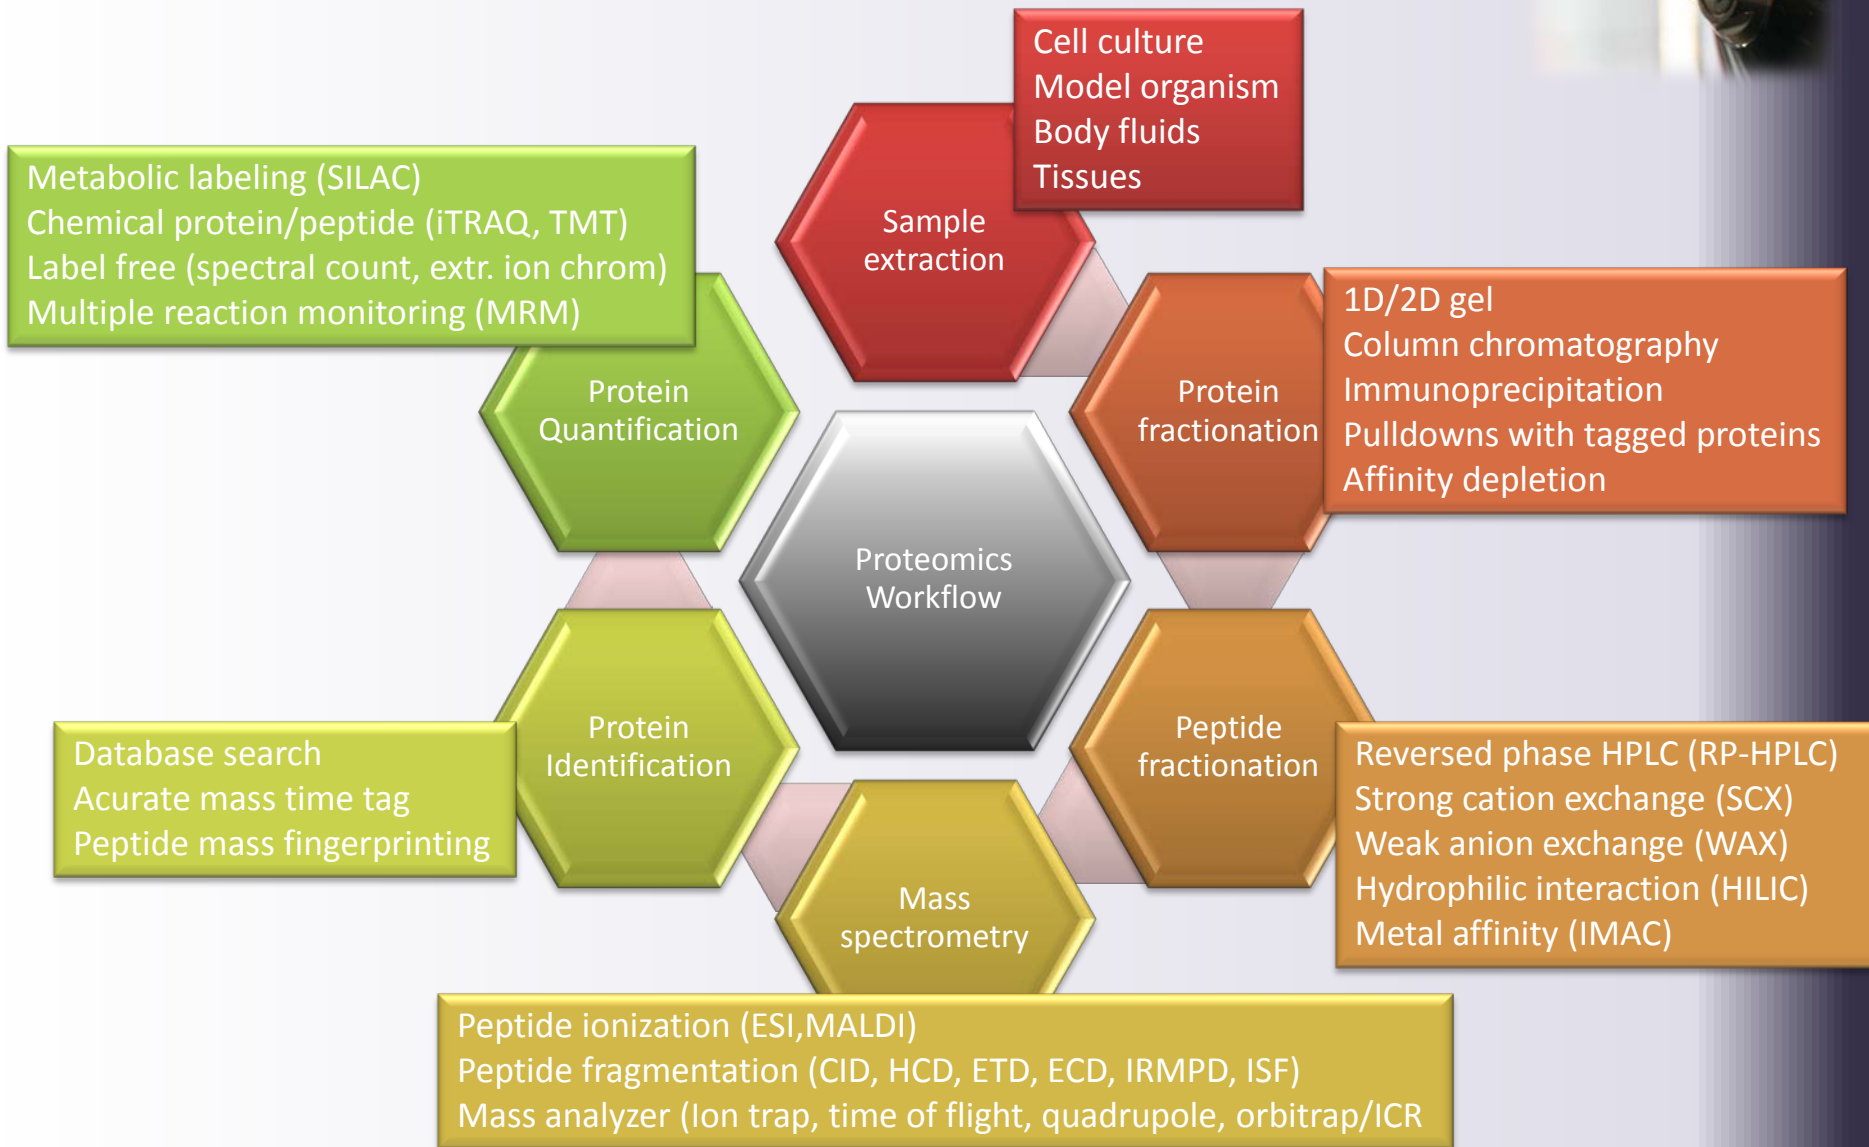 Cell culture
Model organism
Body fluids
Tissues
Sample
extraction
1D/2D gel
Column chromatography
Immunoprecipitation
Pulldowns with tagged proteins
Affinity depletion
Protein
fractionation
Reversed phase HPLC (RP-HPLC)
Strong cation exchange (SCX)
Weak anion exchange (WAX)
Hydrophilic interaction (HILIC)
Metal affinity (IMAC)
Peptide
fractionation
Mass
spectrometry
Peptide ionization (ESI,MALDI)
Peptide fragmentation (CID, HCD, ETD, ECD, IRMPD, ISF)
Mass analyzer (Ion trap, time of flight, quadrupole, orbitrap/ICR
Protein
Identification
Database search
Acurate mass time tag
Peptide mass fingerprinting
Metabolic labeling (SILAC)
Chemical protein/peptide (iTRAQ, TMT)
Label free (spectral count, extr. ion chrom)
Multiple reaction monitoring (MRM)
Protein
Quantification
Proteomics
Workflow